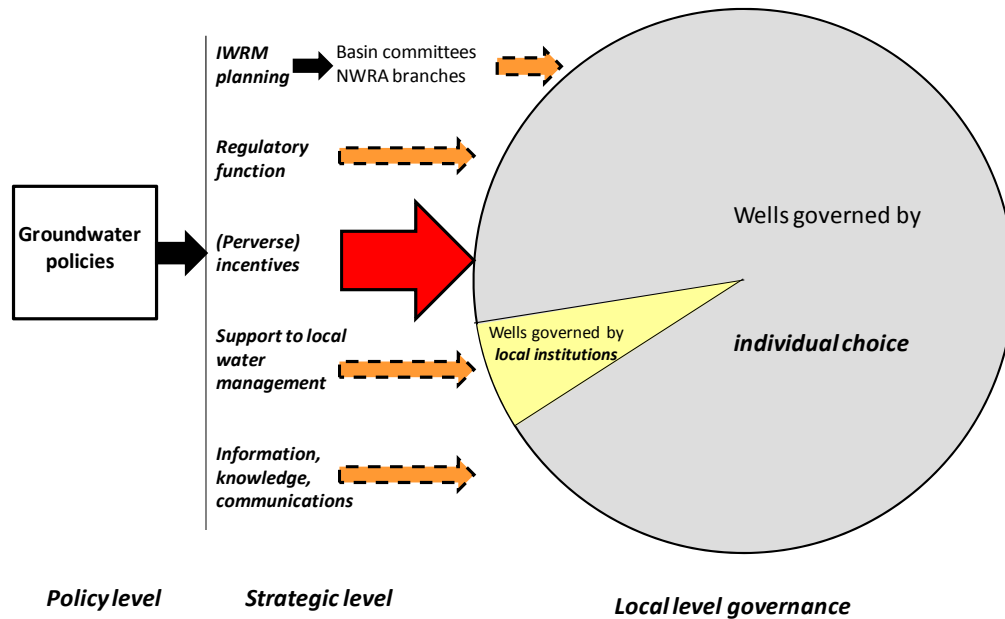 IWRM
planning
Basin committees
NWRA branches
Regulatory
function
Groundwater
policies
(Perverse)
incentives
Support to local
water
management
Information,
knowledge,
communications
Wells governed by
individual choice
Wells governed by
local institutions
Policy level
Strategic level
Local level governance